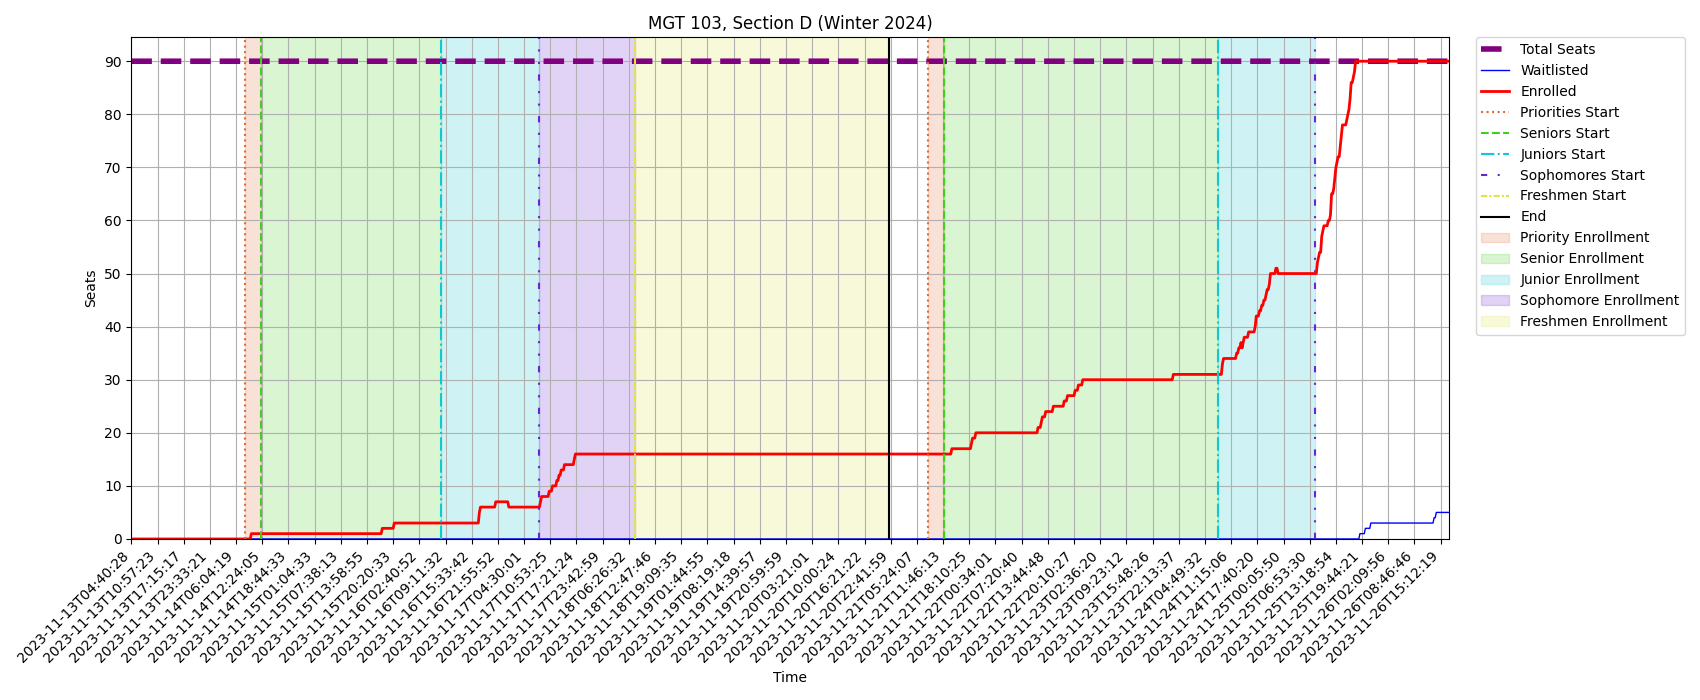 MGT 103, Section D (Winter 2024)
Seats
90
80
70
60
50
40
30
20
10
0
2023-11-13T04:40:28
2023-11-13T10:57:23
2023-11-13T17:15:17
2023-11-13T23:33:21
2023-11-14T06:04:19
2023-11-14T12:24:05
2023-11-14T18:44:33
2023-11-15T01:04:33
2023-11-15T07:38:13
2023-11-15T13:58:55
2023-11-15T20:20:33
2023-11-16T02:40:52
2023-11-16T09:11:32
2023-11-16T15:33:42
2023-11-16T21:55:52
2023-11-17T04:30:01
2023-11-17T10:53:25
2023-11-17T17:21:24
2023-11-17T23:42:59
2023-11-18T06:26:32
2023-11-18T12:47:46
2023-11-18T19:09:35
2023-11-19T01:44:55
2023-11-19T08:19:18
2023-11-19T14:39:57
2023-11-19T20:59:59
2023-11-20T03:21:01
2023-11-20T10:00:24
2023-11-20T16:21:22
2023-11-20T22:41:59
2023-11-21T05:24:07
2023-11-21T11:46:13
2023-11-21T18:10:25
2023-11-22T00:34:01
2023-11-22T07:20:40
2023-11-22T13:44:48
2023-11-22T20:10:27
2023-11-23T02:36:20
2023-11-23T09:23:12
2023-11-23T15:48:26
2023-11-23T22:13:37
2023-11-24T04:49:32
2023-11-24T11:15:06
2023-11-24T17:40:20
2023-11-25T00:05:50
2023-11-25T06:53:30
2023-11-25T13:18:54
2023-11-25T19:44:21
2023-11-26T02:09:56
2023-11-26T08:46:46
2023-11-26T15:12:19
Time
Total Seats
Waitlisted
Enrolled
Priorities Start
Seniors Start
Juniors Start
Sophomores Start
Freshmen Start
End
Priority Enrollment
Senior Enrollment
Junior Enrollment
Sophomore Enrollment
Freshmen Enrollment